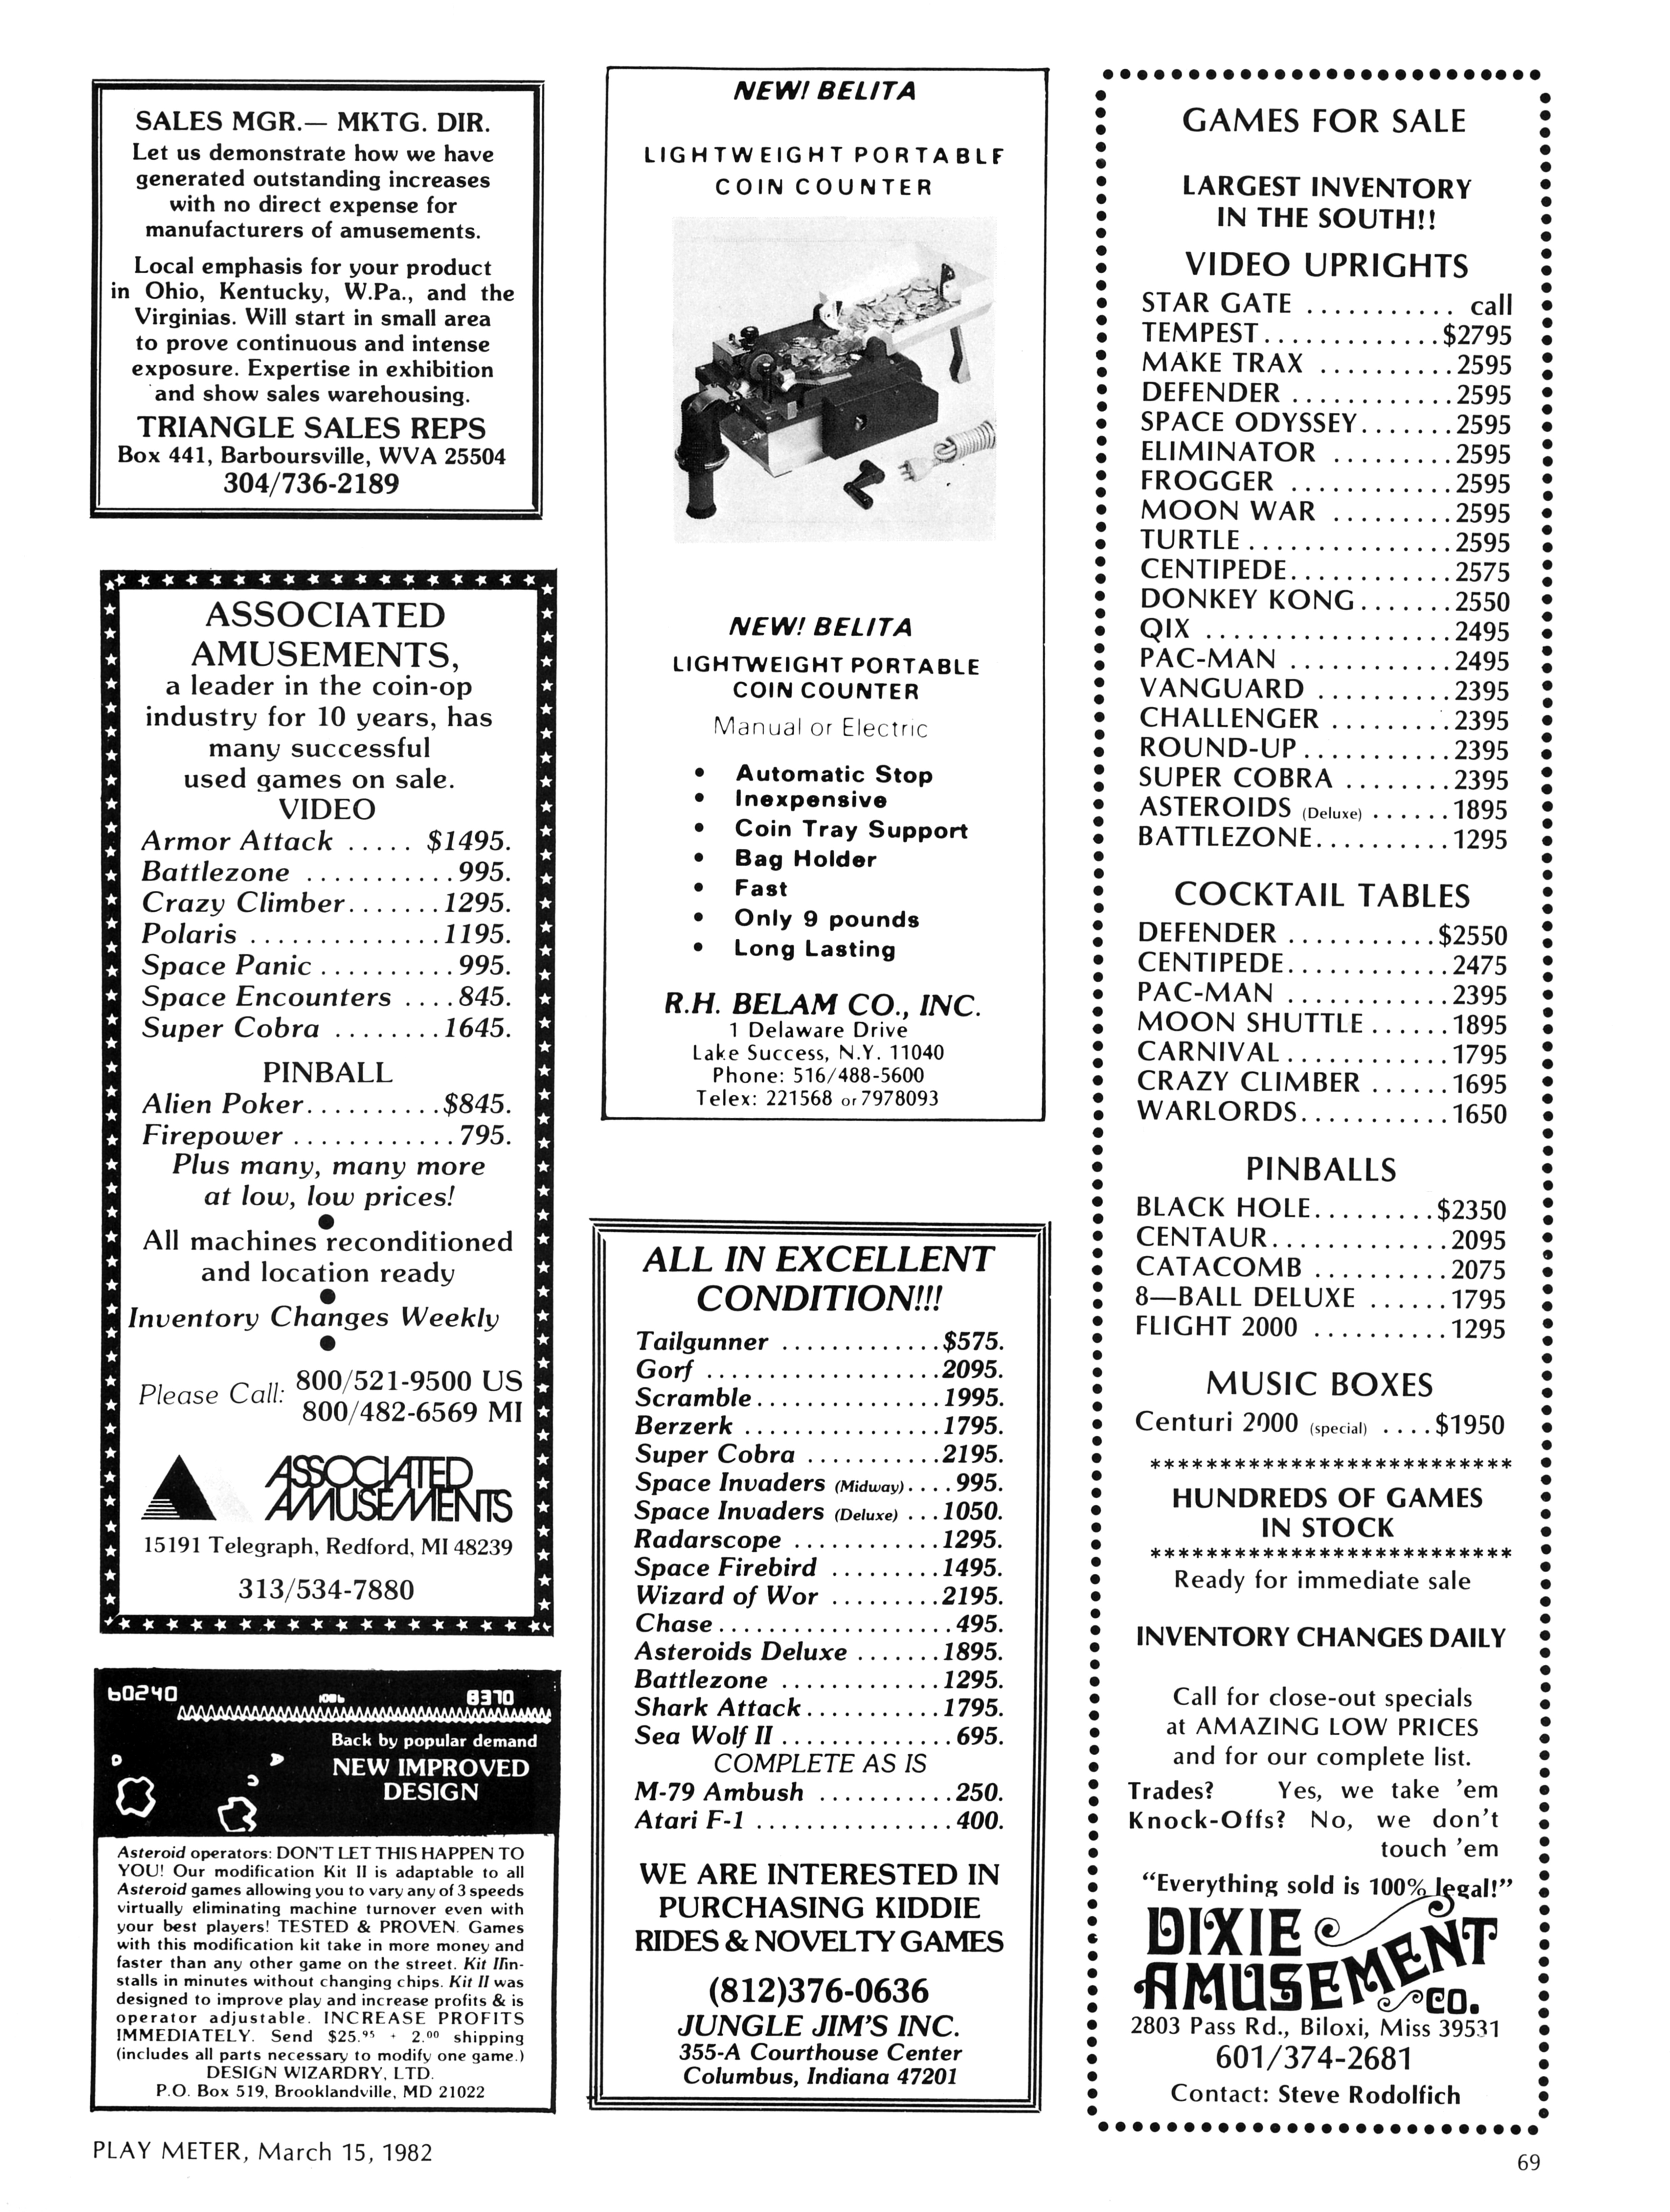 SALES MGR.— MKTG. DIR.
Let us demonstrate how we have
generated outstanding increases
with no direct expense for
manufacturers of amusements.
Local emphasis for your product
in Ohio, Kentucky, W.Pa., and the
Virginias. Will start in small area
to prove continuous and intense
exposure. Expertise in exhibition
and show sales warehousing.
TRIANGLE SALES REPS
Box 441, Barboursville, WVA 25504
304/736-2189
ASSOCIATED
AMUSEMENTS,
a leader in the coin-op
industry for 10 years, has
many successful
used games on sale.
VIDEO
Armor Attack ..... $1495.
Battlezone ........... 995.
Crazy Climber....... 1295.
Polaris .............. 1195.
Space Panic .......... 995.
Space Encounters .... 845.
Super Cobra ........ 1645.
PINBALL
Alien Poker.......... $845.
Firepower ............ 795.
Plus many, many more
at low, low prices!
●
All machines reconditioned
and location ready
●
Inventory Changes Weekly
●
Please Call: 800/521-9500 US
800/482-6569 MI
ASSOCIATED
AMUSEMENTS
15191 Telegraph, Redford, MI 48239
313/534-7880
60240 8370
Back by popular demand
NEW IMPROVED
DESIGN
Asteroid operators: DON'T LET THIS HAPPEN TO
YOU! Our modification Kit II is adaptable to all
Asteroid games allowing you to vary any of 3 speeds
virtually eliminating machine turnover even with
your best players! TESTED & PROVEN. Games
with this modification kit take in more money and
faster than any other game on the street. Kit II in-
stalls in minutes without changing chips. Kit II was
designed to improve play and increase profits & is
operator adjustable. INCREASE PROFITS
IMMEDIATELY. Send $25.95 + 2.00 shipping
(includes all parts necessary to modify one game.)
DESIGN WIZARDRY, LTD.
P.O. Box 519, Brooklandville, MD 21022
NEW! BELITA
LIGHTWEIGHT PORTABLE
COIN COUNTER
NEW! BELITA
LIGHTWEIGHT PORTABLE
COIN COUNTER
Manual or Electric
• Automatic Stop
• Inexpensive
• Coin Tray Support
• Bag Holder
• Fast
• Only 9 pounds
• Long Lasting
R.H. BELAM CO., INC.
1 Delaware Drive
Lake Success, N.Y. 11040
Phone: 516/488-5600
Telex: 221568 or 7978093
ALL IN EXCELLENT
CONDITION!!!
Tailgunner ............. $575.
Gorf ................... 2095.
Scramble............... 1995.
Berzerk ................ 1795.
Super Cobra ........... 2195.
Space Invaders (Midway).... 995.
Space Invaders (Deluxe) ... 1050.
Radarscope ............ 1295.
Space Firebird ......... 1495.
Wizard of Wor ......... 2195.
Chase.................... 495.
Asteroids Deluxe ....... 1895.
Battlezone ............. 1295.
Shark Attack........... 1795.
Sea Wolf II .............. 695.
COMPLETE AS IS
M-79 Ambush ........... 250.
Atari F-1 ................. 400.
WE ARE INTERESTED IN
PURCHASING KIDDIE
RIDES & NOVELTY GAMES
(812)376-0636
JUNGLE JIM'S INC.
355-A Courthouse Center
Columbus, Indiana 47201
GAMES FOR SALE
LARGEST INVENTORY
IN THE SOUTH!!
VIDEO UPRIGHTS
STAR GATE ........... call
TEMPEST............. $2795
MAKE TRAX .......... 2595
DEFENDER ............ 2595
SPACE ODYSSEY....... 2595
ELIMINATOR ......... 2595
FROGGER ............ 2595
MOON WAR ......... 2595
TURTLE............... 2595
CENTIPEDE............ 2575
DONKEY KONG....... 2550
QIX .................. 2495
PAC-MAN ............ 2495
VANGUARD .......... 2395
CHALLENGER ......... 2395
ROUND-UP........... 2395
SUPER COBRA ........ 2395
ASTEROIDS (Deluxe) ...... 1895
BATTLEZONE.......... 1295
COCKTAIL TABLES
DEFENDER ........... $2550
CENTIPEDE............ 2475
PAC-MAN ............ 2395
MOON SHUTTLE...... 1895
CARNIVAL............ 1795
CRAZY CLIMBER ...... 1695
WARLORDS........... 1650
PINBALLS
BLACK HOLE......... $2350
CENTAUR............. 2095
CATACOMB .......... 2075
8—BALL DELUXE ...... 1795
FLIGHT 2000 .......... 1295
MUSIC BOXES
Centuri 2000 (special) .... $1950
**************************
HUNDREDS OF GAMES
IN STOCK
**************************
Ready for immediate sale
INVENTORY CHANGES DAILY
Call for close-out specials
at AMAZING LOW PRICES
and for our complete list.
Trades? Yes, we take 'em
Knock-Offs? No, we don't
touch 'em
"Everything sold is 100% legal!"
DIXIE
AMUSEMENT
CO.
2803 Pass Rd., Biloxi, Miss 39531
601/374-2681
Contact: Steve Rodolfich
PLAY METER, March 15, 1982
69